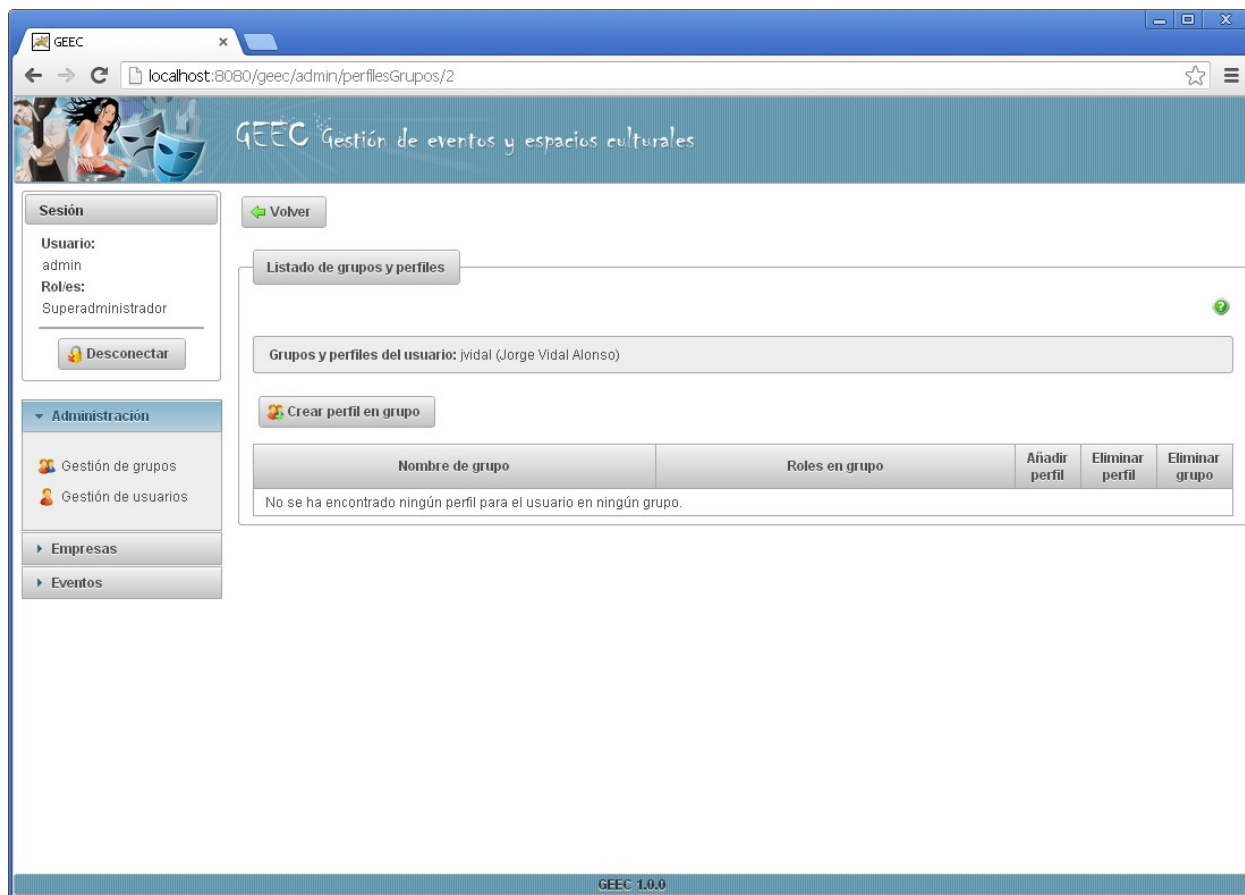 GEEC
localhost:8080/geec/admin/perfilesGrupos/2
GEEC Gestión de eventos y espacios culturales
Sesión
Usuario:
admin
Rol/es:
Superadministrador
Desconectar
Administración
Gestión de grupos
Gestión de usuarios
Empresas
Eventos
Volver
Listado de grupos y perfiles
Grupos y perfiles del usuario: jvidal (Jorge Vidal Alonso)
Crear perfil en grupo
Nombre de grupo Roles en grupo Añadir perfil Eliminar perfil Eliminar grupo
No se ha encontrado ningún perfil para el usuario en ningún grupo.
GEEC 1.0.0